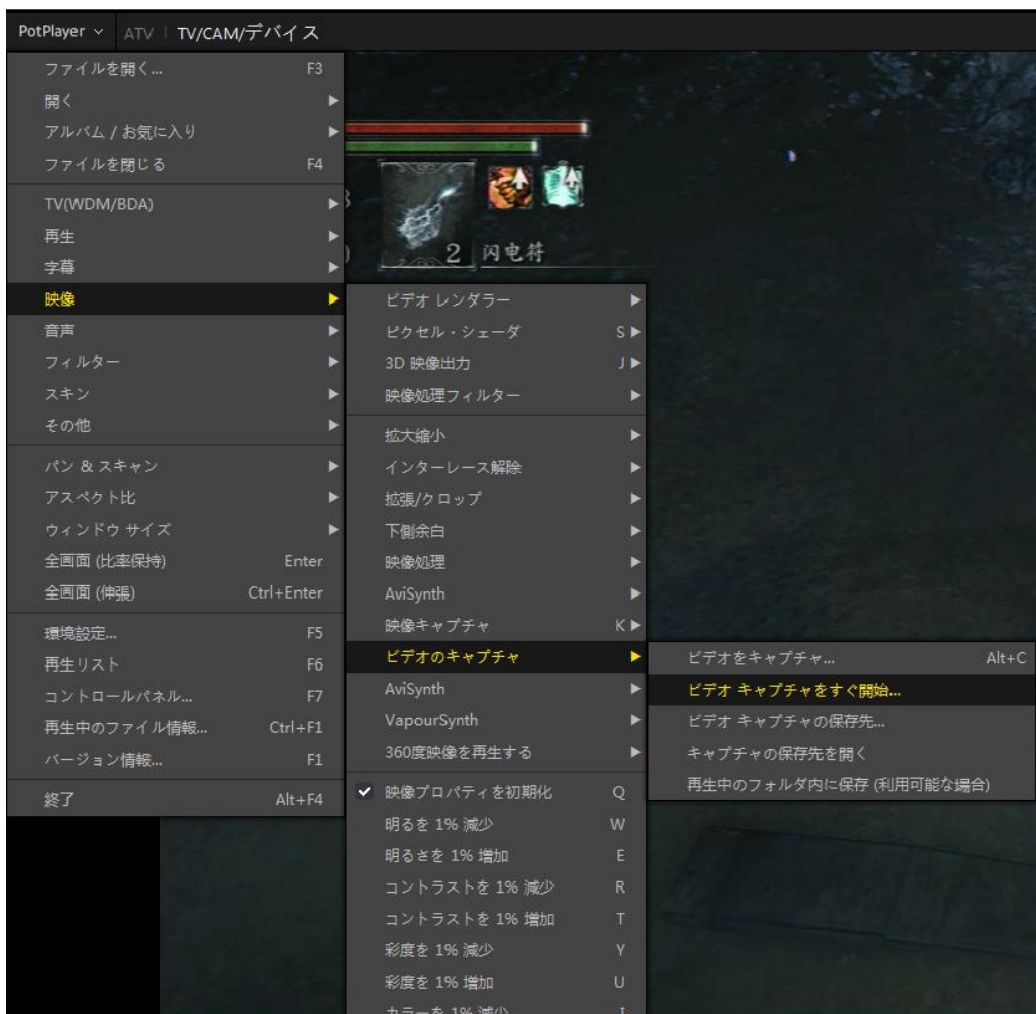 PotPlayer ATV TV/CAM/デバイス
ファイルを開く... F3
開く
アルバム / お気に入り
ファイルを閉じる F4
TV(WDM/BDA)
再生
字幕
映像
音声
フィルター
スキン
その他
パン & スキャン
アスペクト比
ウィンドウ サイズ
全画面 (比率保持) Enter
全画面 (伸張) Ctrl+Enter
環境設定... F5
再生リスト F6
コントロールパネル... F7
再生中のファイル情報... Ctrl+F1
バージョン情報... F1
終了 Alt+F4
2 闪电符
ビデオ レンダラー
ピクセル・シェーダ S
3D 映像出力 J
映像処理フィルター
拡大縮小
インターレース解除
拡張/クロップ
下側余白
映像処理
AviSynth
映像キャプチャ K
ビデオのキャプチャ
AviSynth
VapourSynth
360度映像を再生する
映像プロパティを初期化 Q
明るを 1% 減少 W
明るさを 1% 増加 E
コントラストを 1% 減少 R
コントラストを 1% 増加 T
彩度を 1% 減少 Y
彩度を 1% 増加 U
カラーを 1% 減少 I
ビデオをキャプチャ... Alt+C
ビデオ キャプチャをすぐ開始...
ビデオ キャプチャの保存先...
キャプチャの保存先を開く
再生中のフォルダ内に保存 (利用可能な場合)